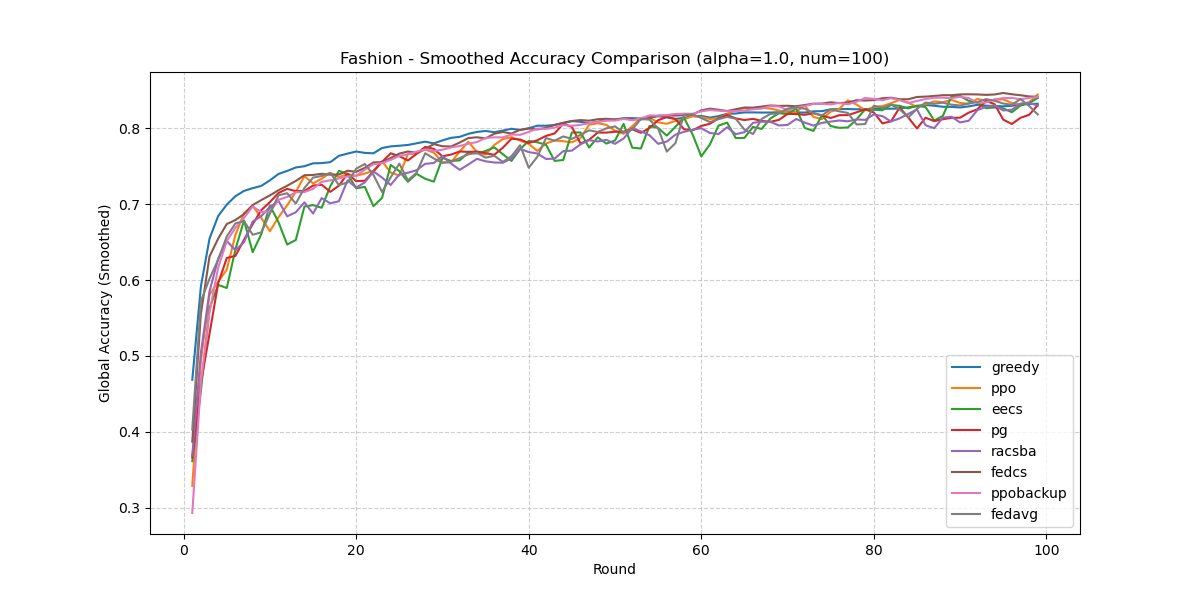 Fashion - Smoothed Accuracy Comparison (alpha=1.0, num=100)
Global Accuracy (Smoothed)
0.8
0.7
0.6
0.5
0.4
0.3
0
20
40
60
80
100
Round
greedy
ppo
eecs
pg
racsba
fedcs
ppobackup
fedavg